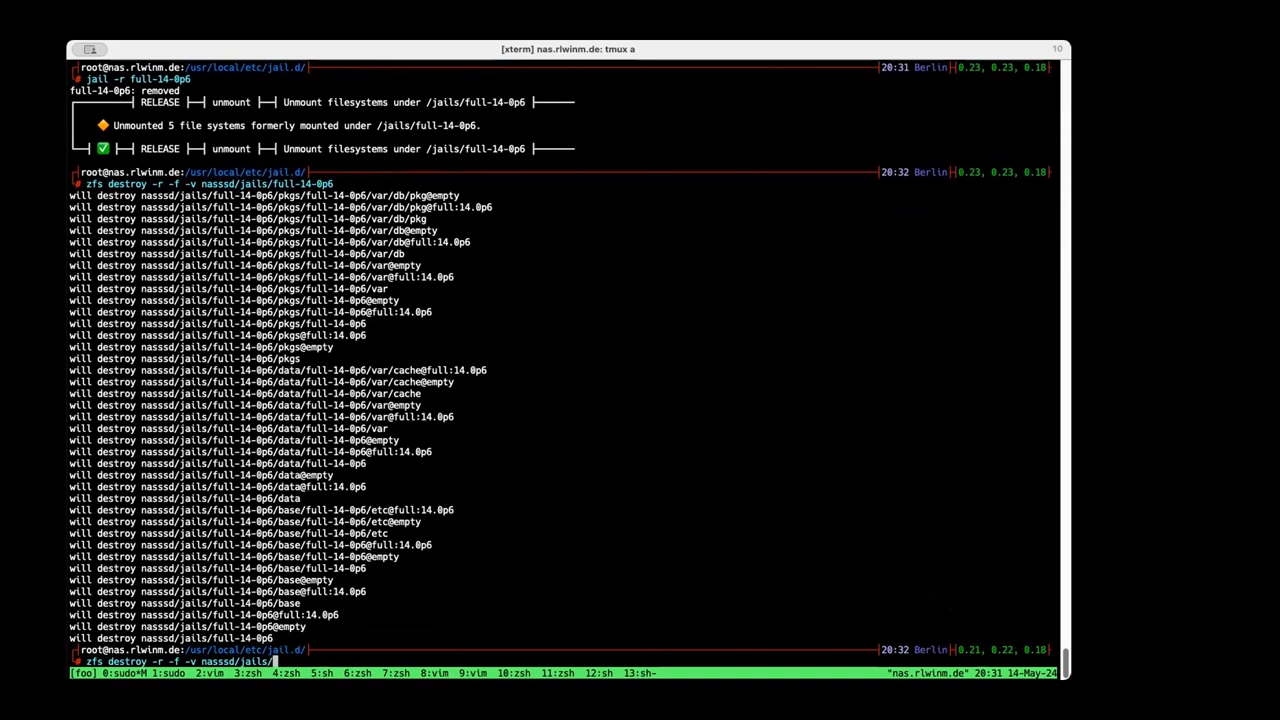 [xterm] nas.rlwinm.de: tmux a
10
root@nas.rlwinm.de:/usr/local/etc/jail.d/ 20:31 Berlin 0.23, 0.23, 0.18
# jail -r full-14-0p6
full-14-0p6: removed
RELEASE unmount Unmount filesystems under /jails/full-14-0p6
Unmounted 5 file systems formerly mounted under /jails/full-14-0p6.
RELEASE unmount Unmount filesystems under /jails/full-14-0p6
root@nas.rlwinm.de:/usr/local/etc/jail.d/ 20:32 Berlin 0.23, 0.23, 0.18
# zfs destroy -r -f -v nasssd/jails/full-14-0p6
will destroy nasssd/jails/full-14-0p6/pkgs/full-14-0p6/var/db/pkg@empty
will destroy nasssd/jails/full-14-0p6/pkgs/full-14-0p6/var/db/pkg@full:14.0p6
will destroy nasssd/jails/full-14-0p6/pkgs/full-14-0p6/var/db/pkg
will destroy nasssd/jails/full-14-0p6/pkgs/full-14-0p6/var/db@empty
will destroy nasssd/jails/full-14-0p6/pkgs/full-14-0p6/var/db@full:14.0p6
will destroy nasssd/jails/full-14-0p6/pkgs/full-14-0p6/var/db
will destroy nasssd/jails/full-14-0p6/pkgs/full-14-0p6/var@empty
will destroy nasssd/jails/full-14-0p6/pkgs/full-14-0p6/var@full:14.0p6
will destroy nasssd/jails/full-14-0p6/pkgs/full-14-0p6/var
will destroy nasssd/jails/full-14-0p6/pkgs/full-14-0p6@empty
will destroy nasssd/jails/full-14-0p6/pkgs/full-14-0p6@full:14.0p6
will destroy nasssd/jails/full-14-0p6/pkgs/full-14-0p6
will destroy nasssd/jails/full-14-0p6/pkgs@full:14.0p6
will destroy nasssd/jails/full-14-0p6/pkgs@empty
will destroy nasssd/jails/full-14-0p6/pkgs
will destroy nasssd/jails/full-14-0p6/data/full-14-0p6/var/cache@full:14.0p6
will destroy nasssd/jails/full-14-0p6/data/full-14-0p6/var/cache@empty
will destroy nasssd/jails/full-14-0p6/data/full-14-0p6/var/cache
will destroy nasssd/jails/full-14-0p6/data/full-14-0p6/var@empty
will destroy nasssd/jails/full-14-0p6/data/full-14-0p6/var@full:14.0p6
will destroy nasssd/jails/full-14-0p6/data/full-14-0p6/var
will destroy nasssd/jails/full-14-0p6/data/full-14-0p6@empty
will destroy nasssd/jails/full-14-0p6/data/full-14-0p6@full:14.0p6
will destroy nasssd/jails/full-14-0p6/data/full-14-0p6
will destroy nasssd/jails/full-14-0p6/data@empty
will destroy nasssd/jails/full-14-0p6/data@full:14.0p6
will destroy nasssd/jails/full-14-0p6/data
will destroy nasssd/jails/full-14-0p6/base/full-14-0p6/etc@full:14.0p6
will destroy nasssd/jails/full-14-0p6/base/full-14-0p6/etc@empty
will destroy nasssd/jails/full-14-0p6/base/full-14-0p6/etc
will destroy nasssd/jails/full-14-0p6/base/full-14-0p6@full:14.0p6
will destroy nasssd/jails/full-14-0p6/base/full-14-0p6@empty
will destroy nasssd/jails/full-14-0p6/base/full-14-0p6
will destroy nasssd/jails/full-14-0p6/base@empty
will destroy nasssd/jails/full-14-0p6/base@full:14.0p6
will destroy nasssd/jails/full-14-0p6/base
will destroy nasssd/jails/full-14-0p6@full:14.0p6
will destroy nasssd/jails/full-14-0p6@empty
will destroy nasssd/jails/full-14-0p6
root@nas.rlwinm.de:/usr/local/etc/jail.d/ 20:32 Berlin 0.21, 0.22, 0.18
# zfs destroy -r -f -v nasssd/jails/
[foo] 0:sudo*M 1:sudo 2:vim 3:zsh 4:zsh 5:sh 6:zsh 7:zsh 8:vim 9:vim 10:zsh 11:zsh 12:sh 13:sh- "nas.rlwinm.de" 20:31 14-May-24